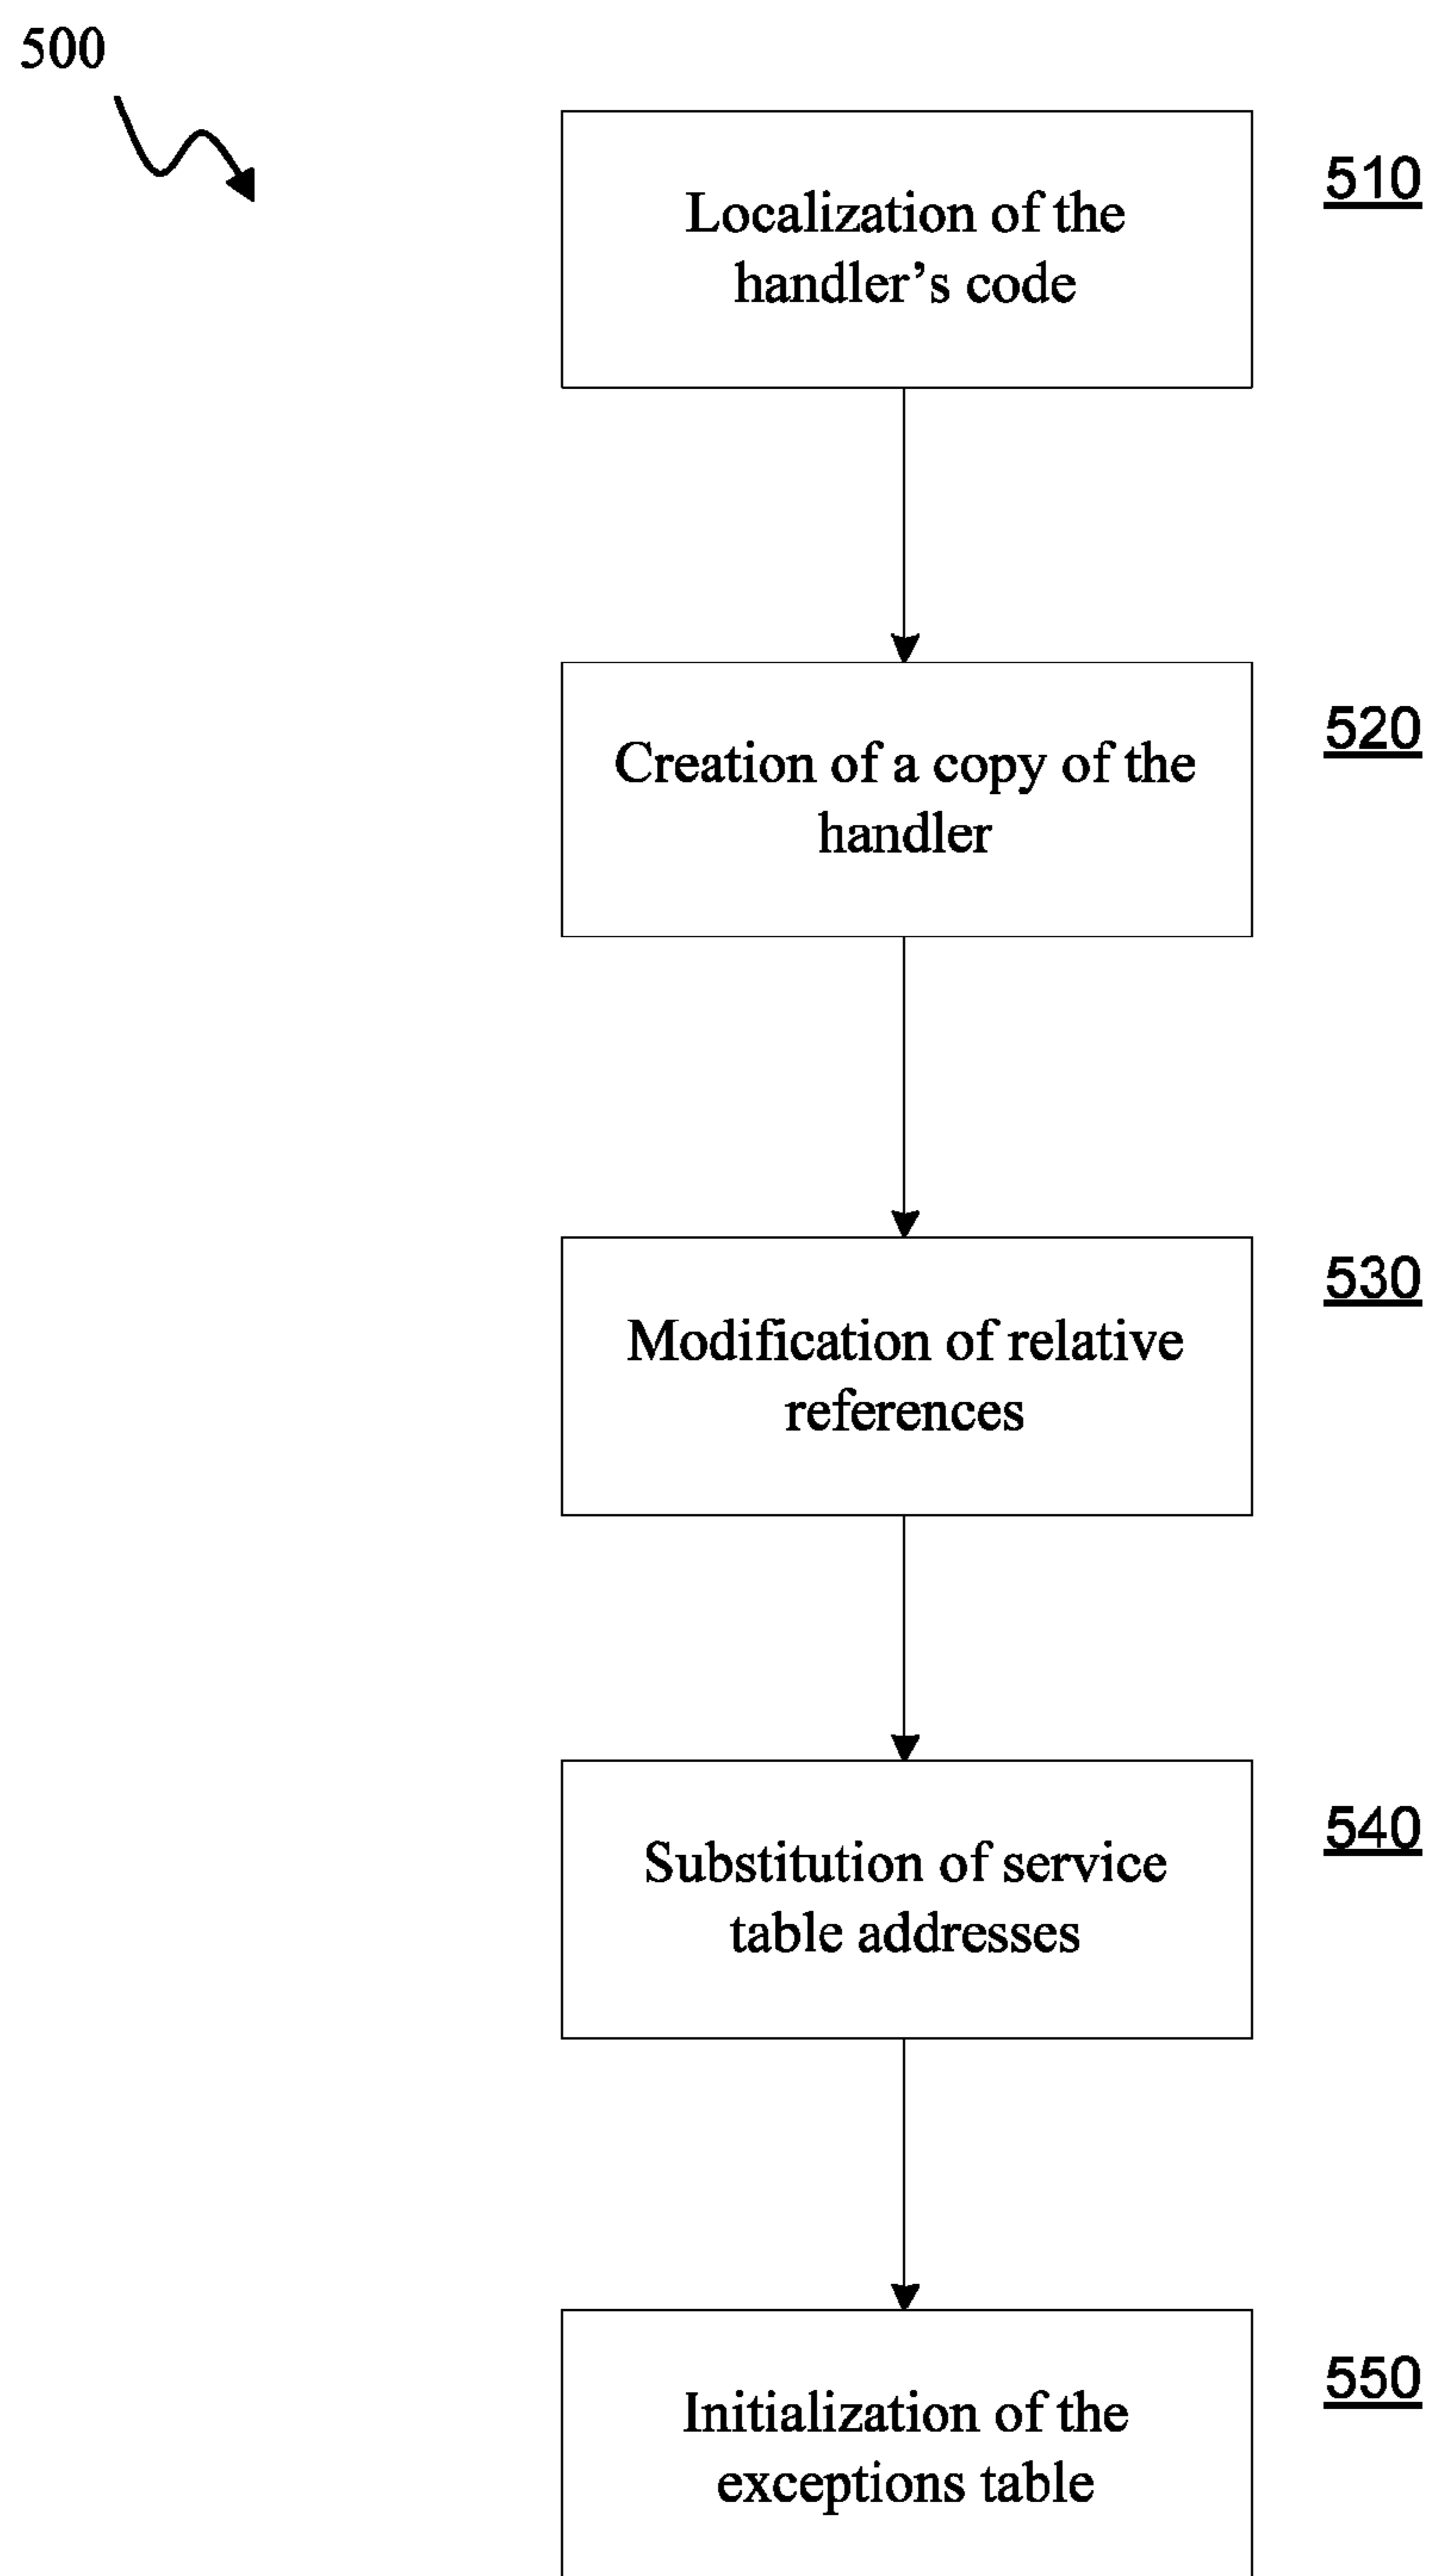 500
Localization of the
handler’s code
510
Creation of a copy of the
handler
520
Modification of relative
references
530
Substitution of service
table addresses
540
Initialization of the
exceptions table
550